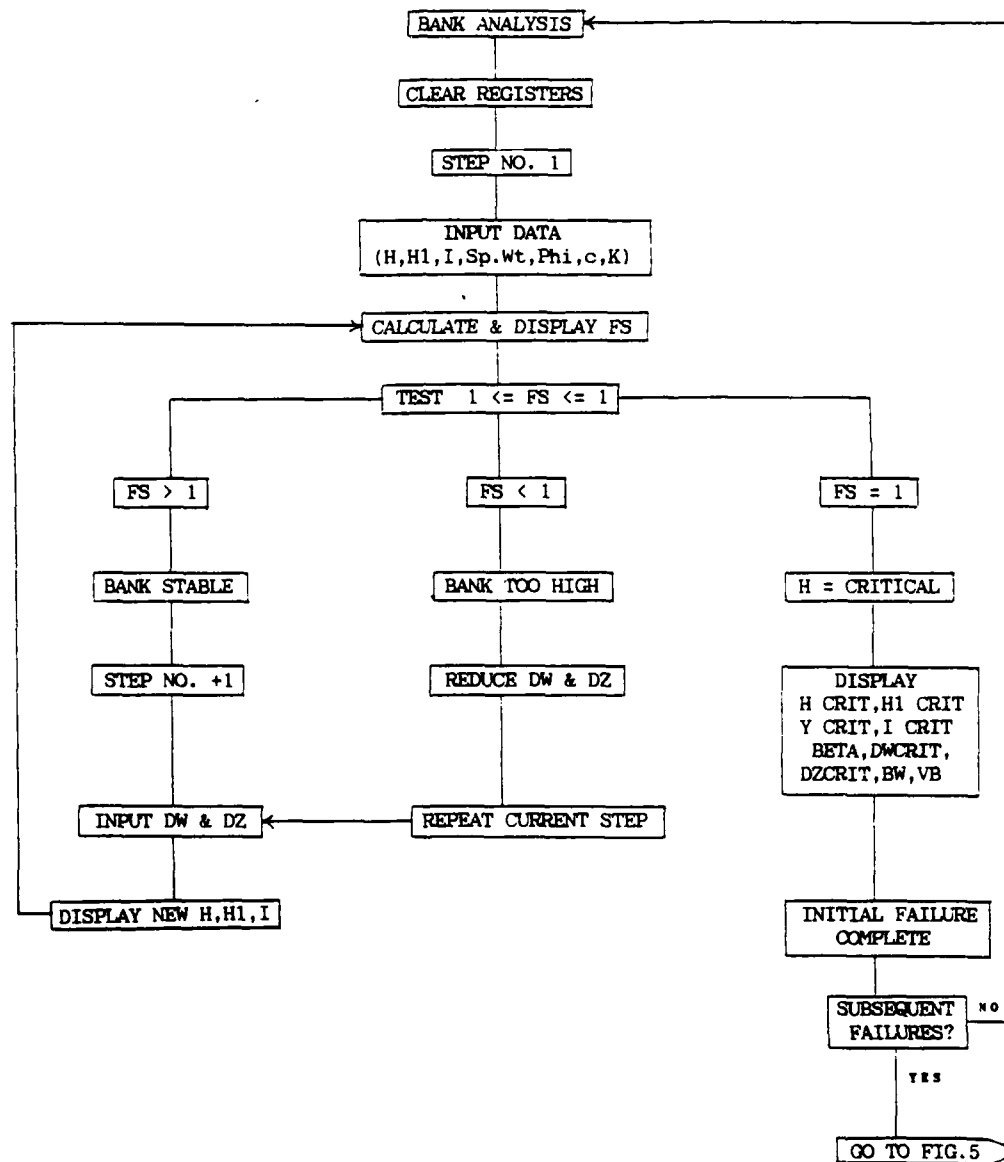 BANK ANALYSIS
CLEAR REGISTERS
STEP NO. 1
INPUT DATA
(H,H1,I,Sp.Wt,Phi,c,K)
CALCULATE & DISPLAY FS
TEST 1 <= FS <= 1
FS > 1
FS < 1
FS = 1
BANK STABLE
BANK TOO HIGH
H = CRITICAL
STEP NO. +1
REDUCE DW & DZ
DISPLAY
H CRIT,H1 CRIT
Y CRIT,I CRIT
BETA,DWCRIT,
DZCRIT,BW,VB
INPUT DW & DZ
REPEAT CURRENT STEP
DISPLAY NEW H,H1,I
INITIAL FAILURE
COMPLETE
SUBSEQUENT
FAILURES?
NO
YES
GO TO FIG.5